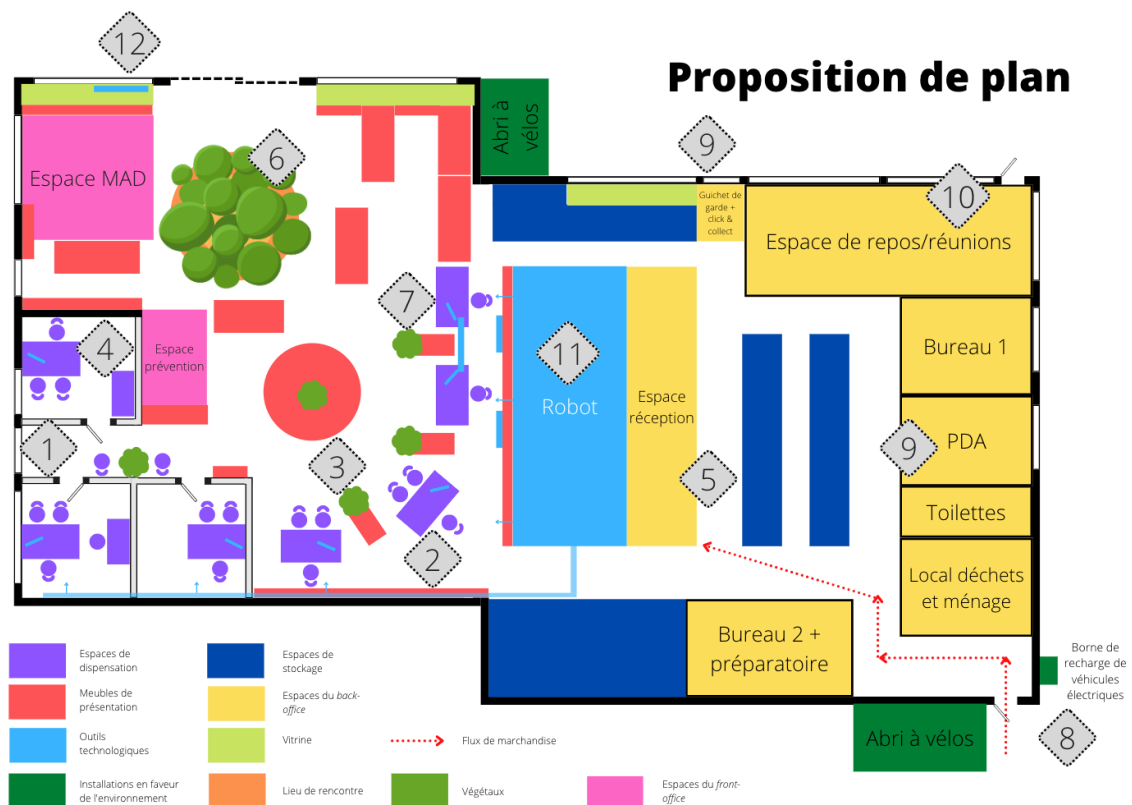 12
Proposition de plan
Abri à
vélos
6
9
Espace MAD
Guichet de
garde +
click &
collect
10
Espace de repos/réunions
7
4
Espace
prévention
11
Robot
Espace
réception
Bureau 1
1
3
5
9
PDA
2
Toilettes
Local déchets
et ménage
Bureau 2 +
préparatoire
Borne de
recharge de
véhicules
électriques
Abri à vélos
8
Espaces de
dispensation
Espaces de
stockage
Meubles de
présentation
Espaces du back-
office
Outils
technologiques
Vitrine
Flux de marchandise
Installations en faveur
de l'environnement
Lieu de rencontre
Végétaux
Espaces du front-
office